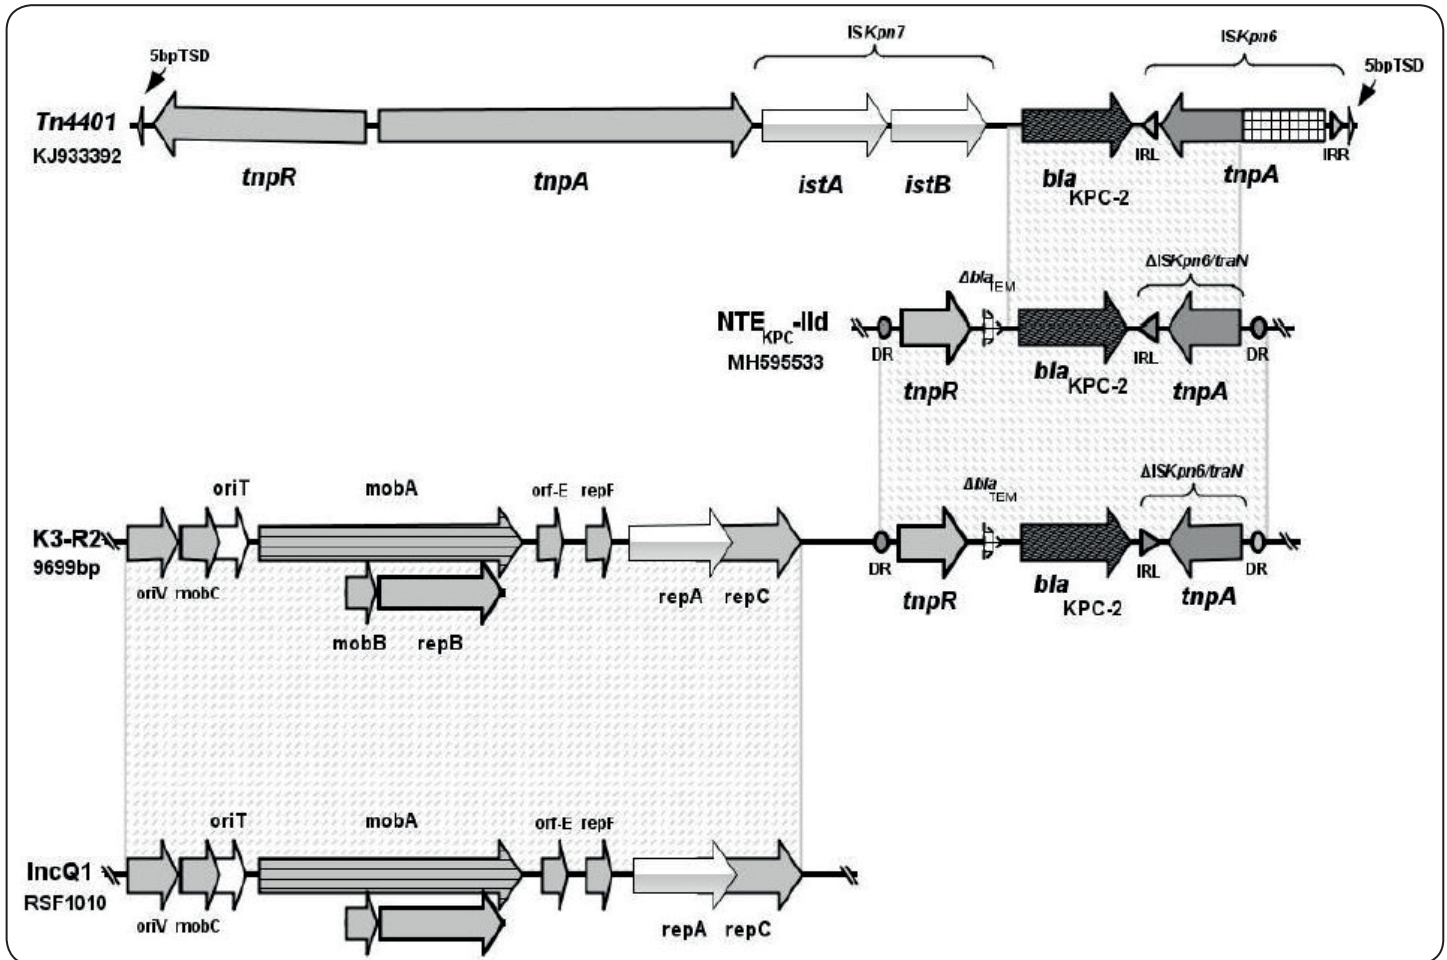 ISKpn7
ISKpn6
5bpTSD
5bpTSD
Tn4401
KJ933392
IRL
IRR
tnpR
tnpA
istA
istB
bla KPC-2
tnpA
ΔISKpn6/traN
Δbla TEM
NTE KPC -IId
MH595533
DR
IRL
DR
tnpR
bla KPC-2
tnpA
ΔISKpn6/traN
Δbla TEM
oriT
mobA
orf-E
repF
K3-R2
9699bp
DR
IRL
DR
oriV
mobC
repA
repC
tnpR
bla KPC-2
tnpA
mobB
repB
oriT
mobA
orf-E
repF
IncQ1
RSF1010
oriV
mobC
repA
repC